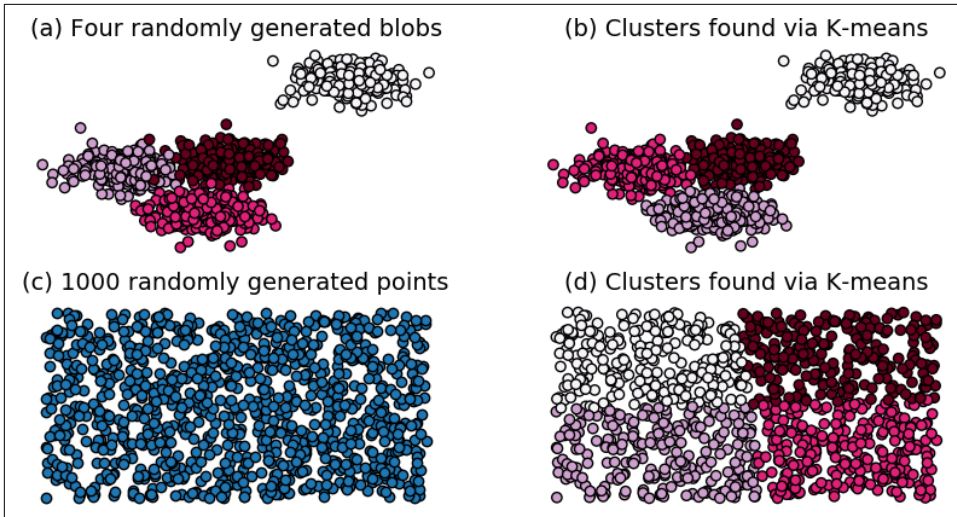 (a) Four randomly generated blobs
(b) Clusters found via K-means
(c) 1000 randomly generated points
(d) Clusters found via K-means